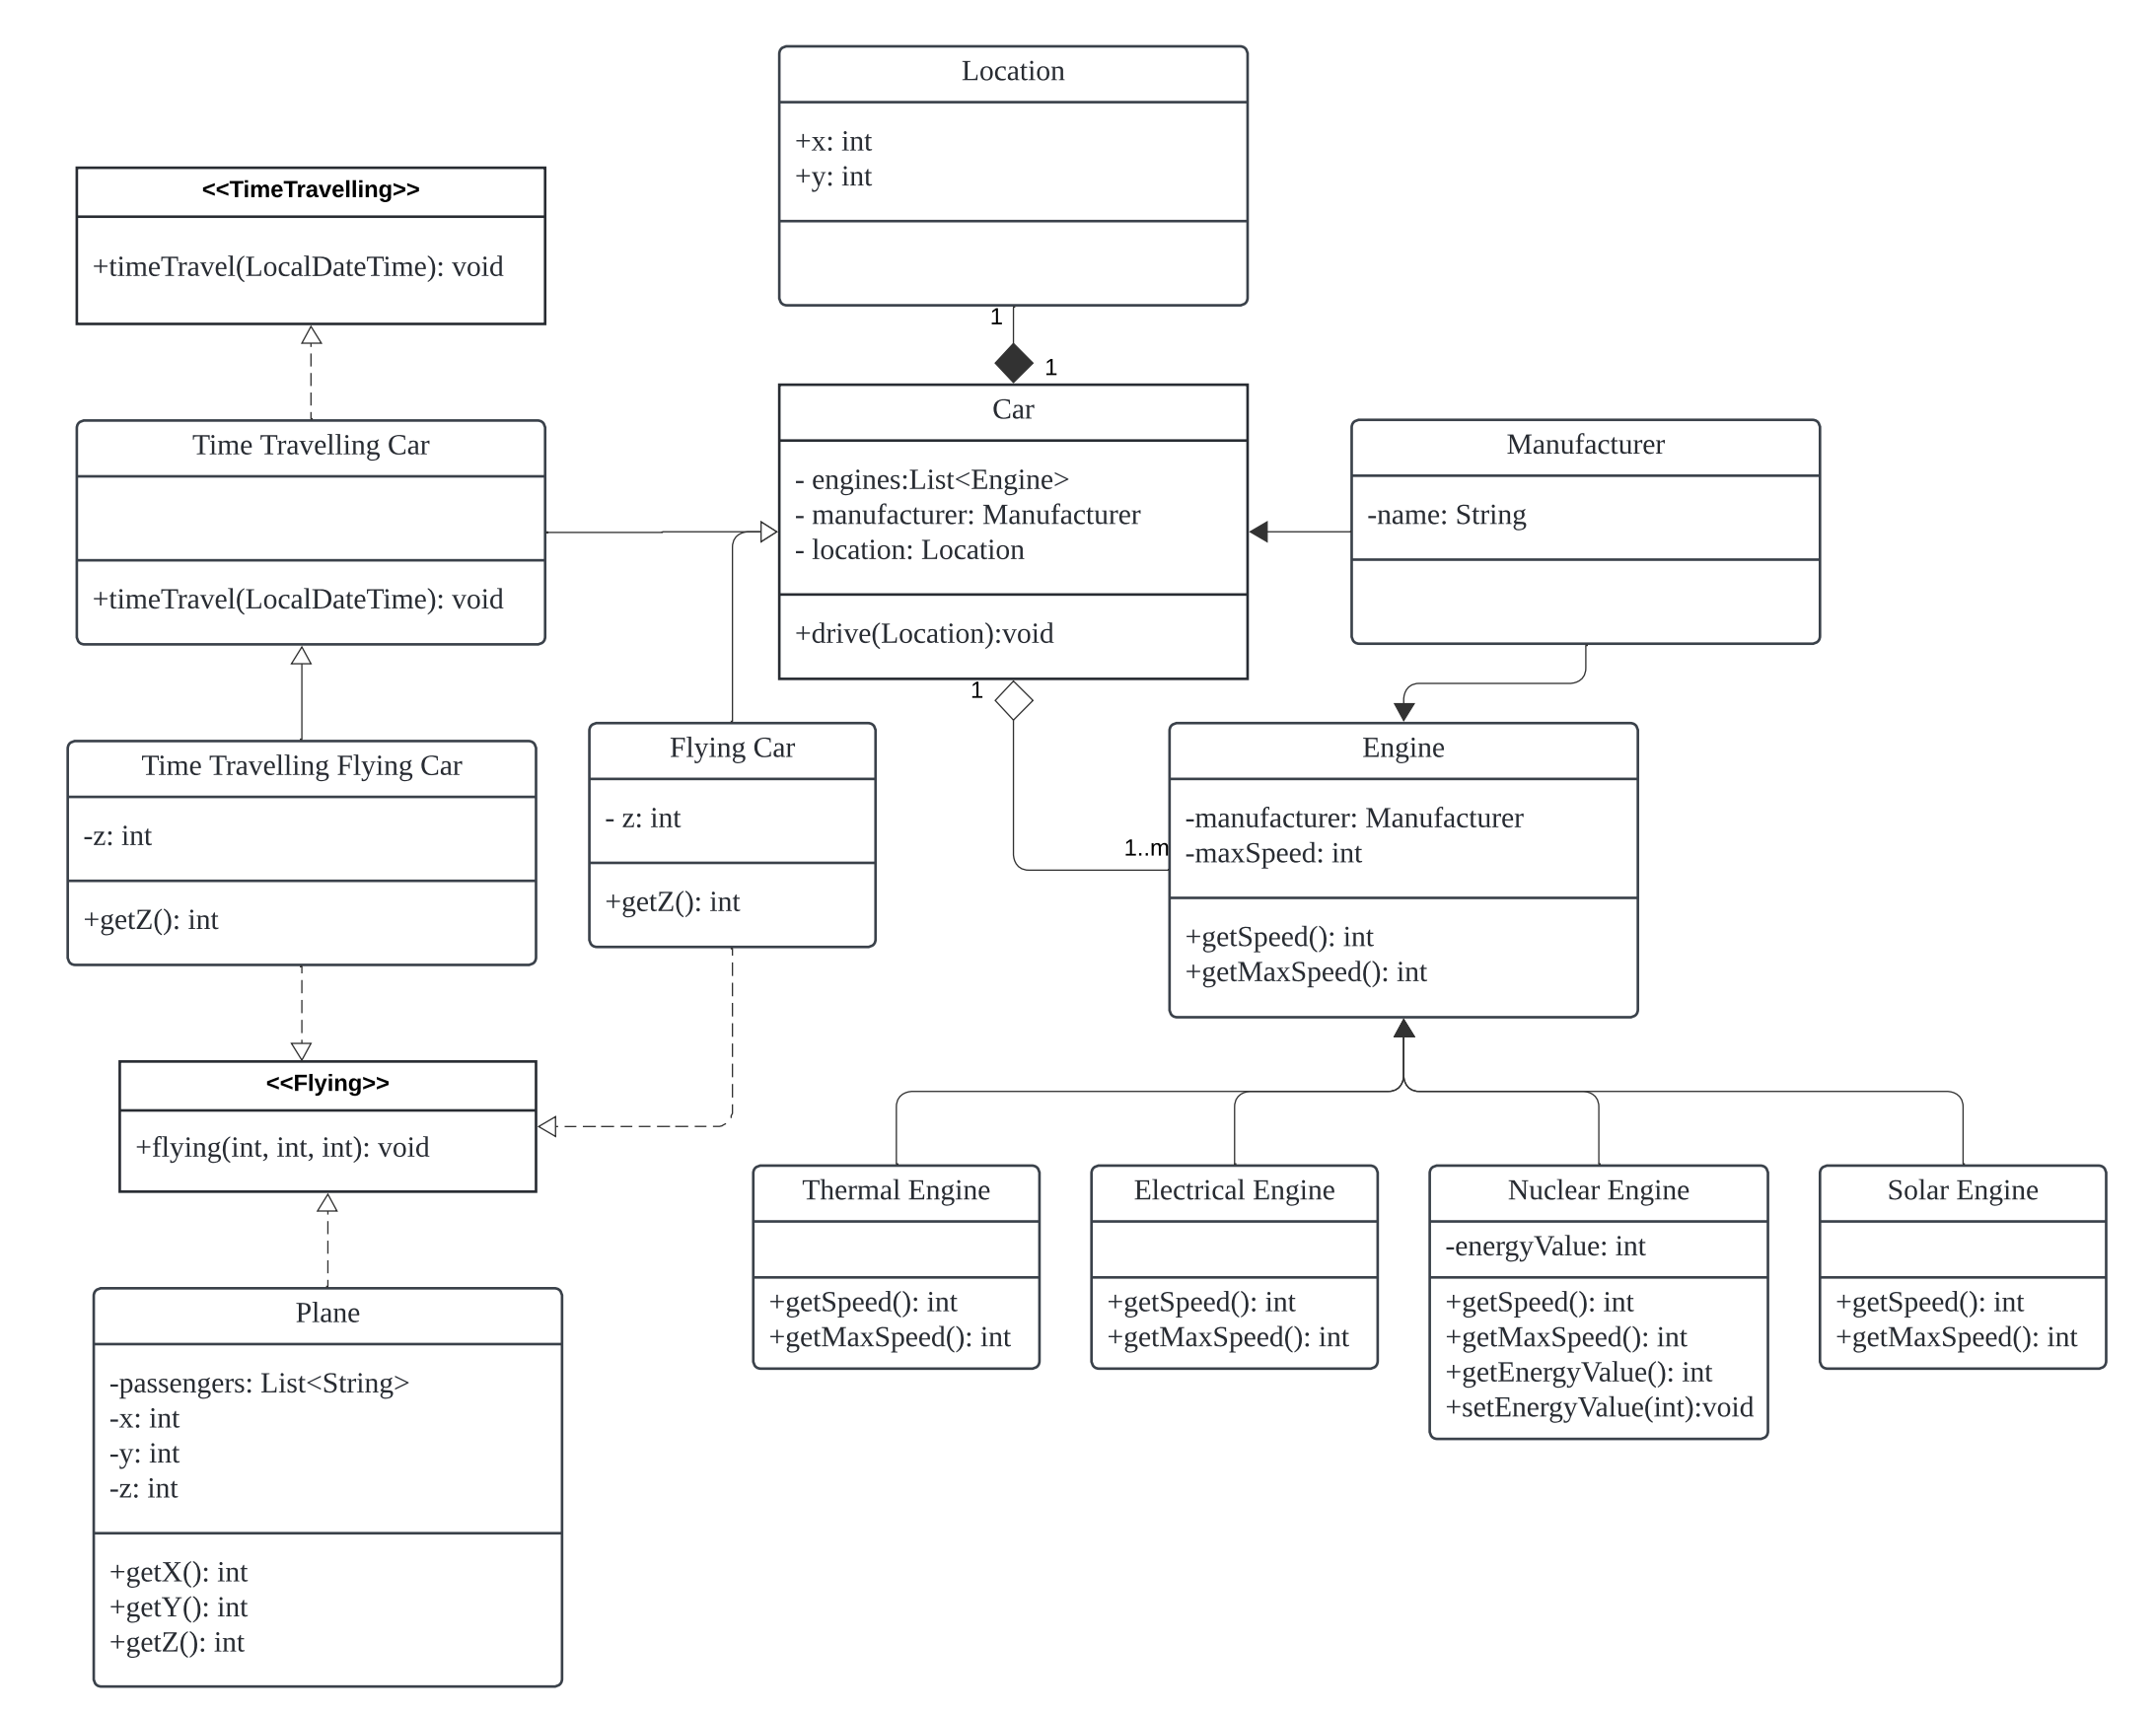 Location
+x: int
+y: int
<<TimeTravelling>>
+timeTravel(LocalDateTime): void
1
1
Car
- engines:List<Engine>
- manufacturer: Manufacturer
- location: Location
+drive(Location):void
1
Time Travelling Car
+timeTravel(LocalDateTime): void
Manufacturer
-name: String
Time Travelling Flying Car
-z: int
+getZ(): int
Flying Car
- z: int
+getZ(): int
1..m
Engine
-manufacturer: Manufacturer
-maxSpeed: int
+getSpeed(): int
+getMaxSpeed(): int
<<Flying>>
+flying(int, int, int): void
Thermal Engine
+getSpeed(): int
+getMaxSpeed(): int
Electrical Engine
+getSpeed(): int
+getMaxSpeed(): int
Nuclear Engine
-energyValue: int
+getSpeed(): int
+getMaxSpeed(): int
+getEnergyValue(): int
+setEnergyValue(int):void
Solar Engine
+getSpeed(): int
+getMaxSpeed(): int
Plane
-passengers: List<String>
-x: int
-y: int
-z: int
+getX(): int
+getY(): int
+getZ(): int